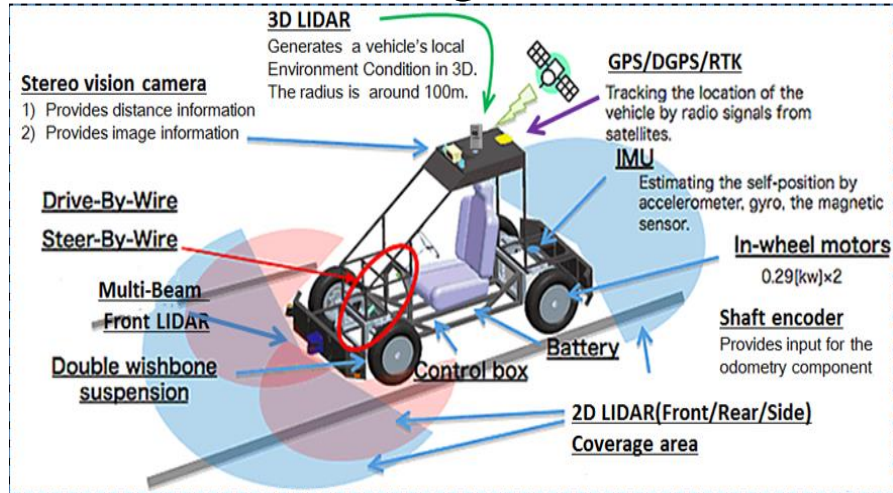 3D LIDAR
Generates a vehicle's local
Environment Condition in 3D.
The radius is around 100m.
GPS/DGPS/RTK
Tracking the location of the
vehicle by radio signals from
satellites.
Stereo vision camera
1) Provides distance information
2) Provides image information
IMU
Estimating the self-position by
accelerometer, gyro, the magnetic
sensor.
Drive-By-Wire
Steer-By-Wire
In-wheel motors
0.29(kw)×2
Multi-Beam
Front LIDAR
Shaft encoder
Provides input for the
odometry component
Double wishbone
suspension
Control box
Battery
2D LIDAR(Front/Rear/Side)
Coverage area